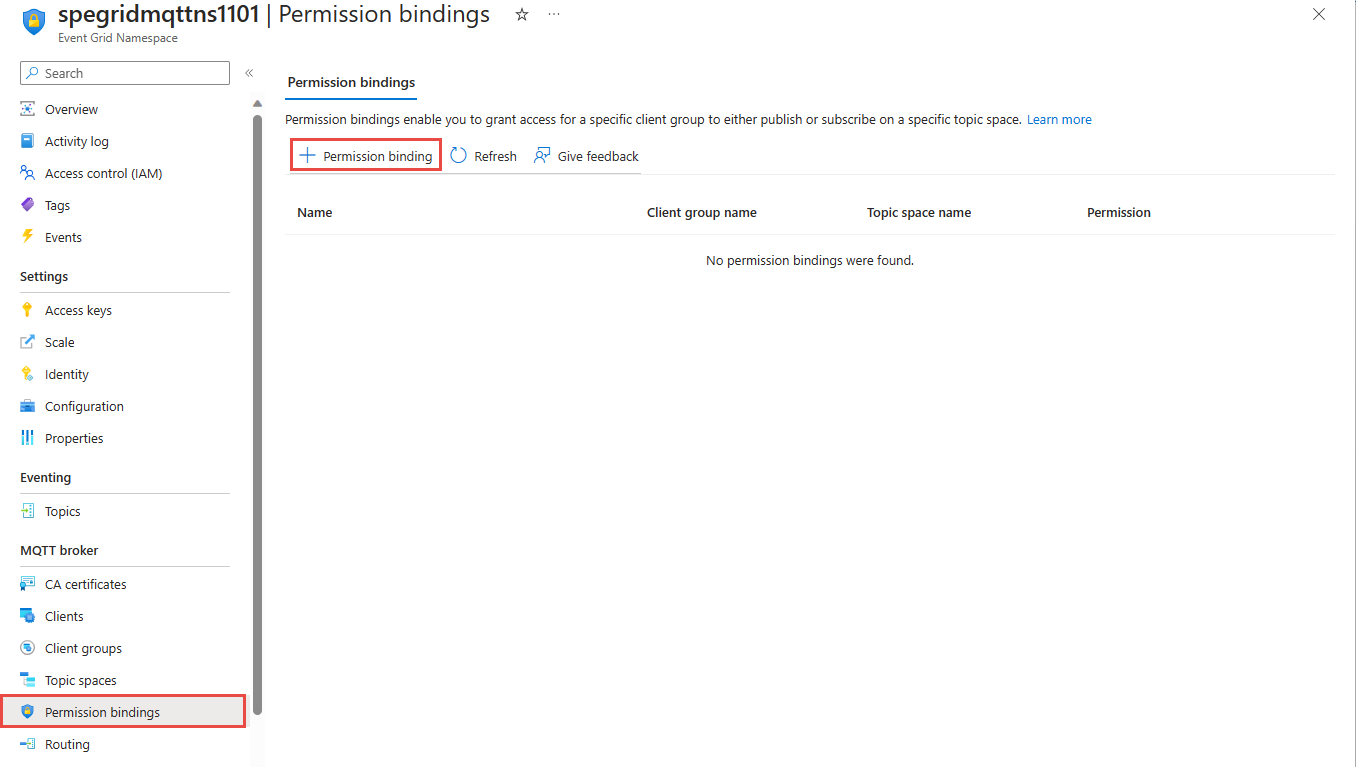 spegridmqttns1101 | Permission bindings
Event Grid Namespace
Search
Overview
Activity log
Access control (IAM)
Tags
Events
Settings
Access keys
Scale
Identity
Configuration
Properties
Eventing
Topics
MQTT broker
CA certificates
Clients
Client groups
Topic spaces
Permission bindings
Routing
Permission bindings
Permission bindings enable you to grant access for a specific client group to either publish or subscribe on a specific topic space. Learn more
Permission binding Refresh Give feedback
Name Client group name Topic space name Permission
No permission bindings were found.